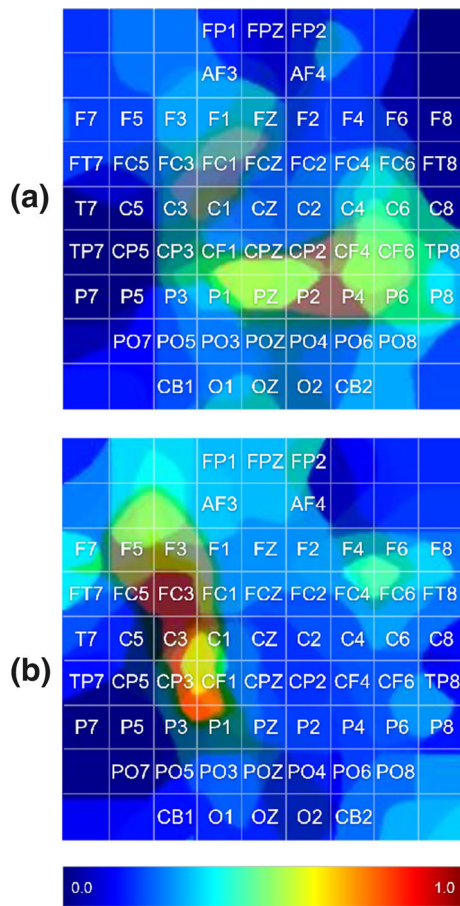 FP1 FPZ FP2
AF3 AF4
F7 F5 F3 F1 FZ F2 F4 F6 F8
FT7 FC5 FC3 FC1 FCZ FC2 FC4 FC6 FT8
(a)
T7 C5 C3 C1 CZ C2 C4 C6 C8
TP7 CP5 CP3 CF1 CPZ CP2 CF4 CF6 TP8
P7 P5 P3 P1 PZ P2 P4 P6 P8
PO7 PO5 PO3 POZ PO4 PO6 PO8
CB1 O1 OZ O2 CB2
FP1 FPZ FP2
AF3 AF4
F7 F5 F3 F1 FZ F2 F4 F6 F8
FT7 FC5 FC3 FC1 FCZ FC2 FC4 FC6 FT8
T7 C5 C3 C1 CZ C2 C4 C6 C8
(b)
TP7 CP5 CP3 CF1 CPZ CP2 CF4 CF6 TP8
P7 P5 P3 P1 PZ P2 P4 P6 P8
PO7 PO5 PO3 POZ PO4 PO6 PO8
CB1 O1 OZ O2 CB2
0.0 1.0